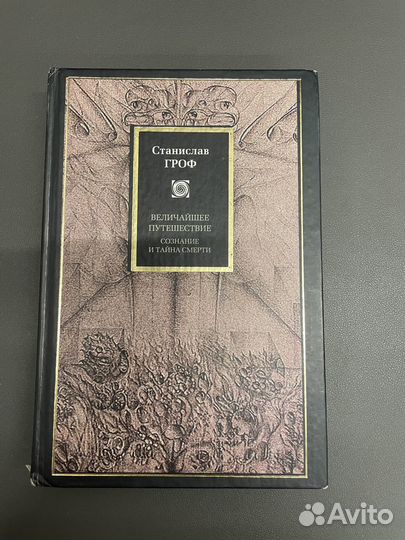 Станислав
ГРОФ
ВЕЛИЧАЙШЕЕ
ПУТЕШЕСТВИЕ
СОЗНАНИЕ
И ТАЙНА СМЕРТИ
Avito